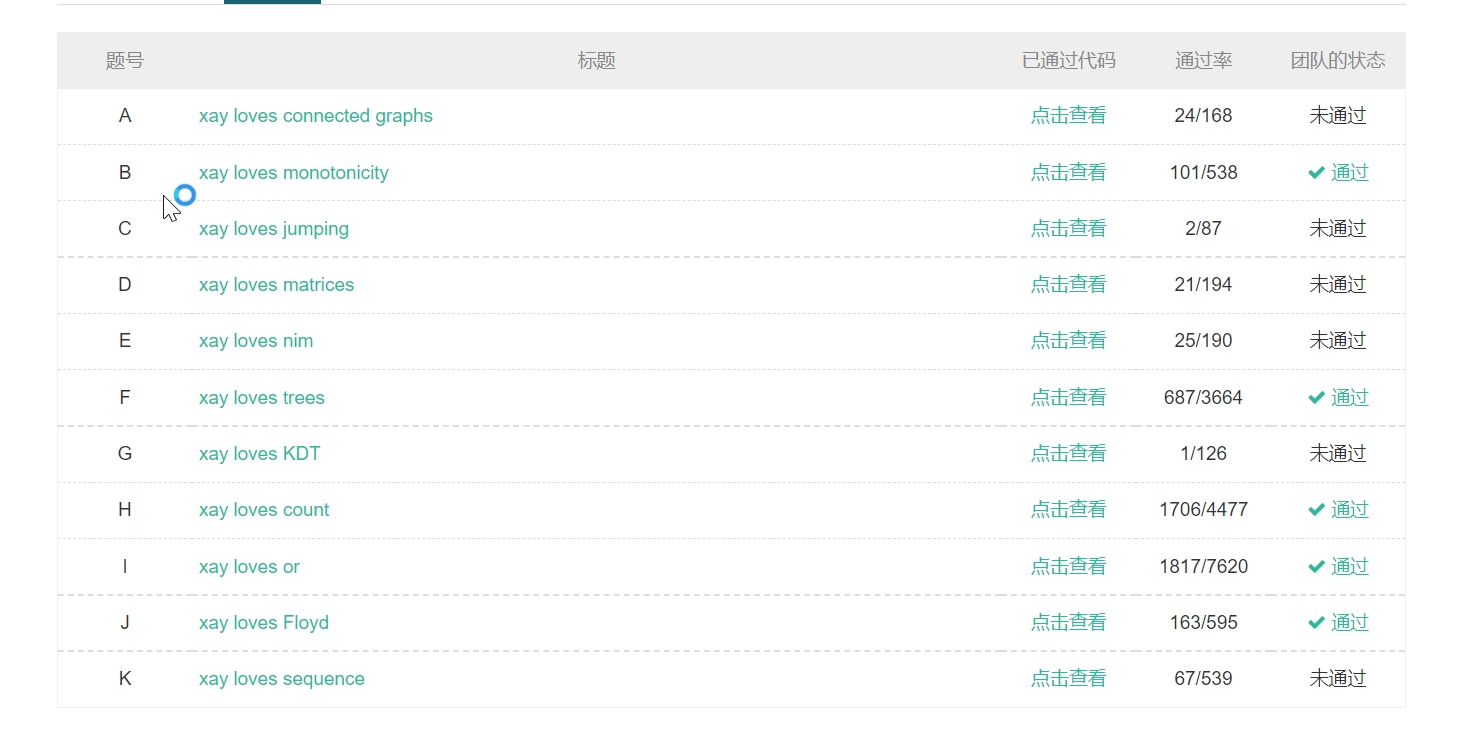 题号 标题 已通过代码 通过率 团队的状态
A xay loves connected graphs 点击查看 24/168 未通过
B xay loves monotonicity 点击查看 101/538 通过
C xay loves jumping 点击查看 2/87 未通过
D xay loves matrices 点击查看 21/194 未通过
E xay loves nim 点击查看 25/190 未通过
F xay loves trees 点击查看 687/3664 通过
G xay loves KDT 点击查看 1/126 未通过
H xay loves count 点击查看 1706/4477 通过
I xay loves or 点击查看 1817/7620 通过
J xay loves Floyd 点击查看 163/595 通过
K xay loves sequence 点击查看 67/539 未通过